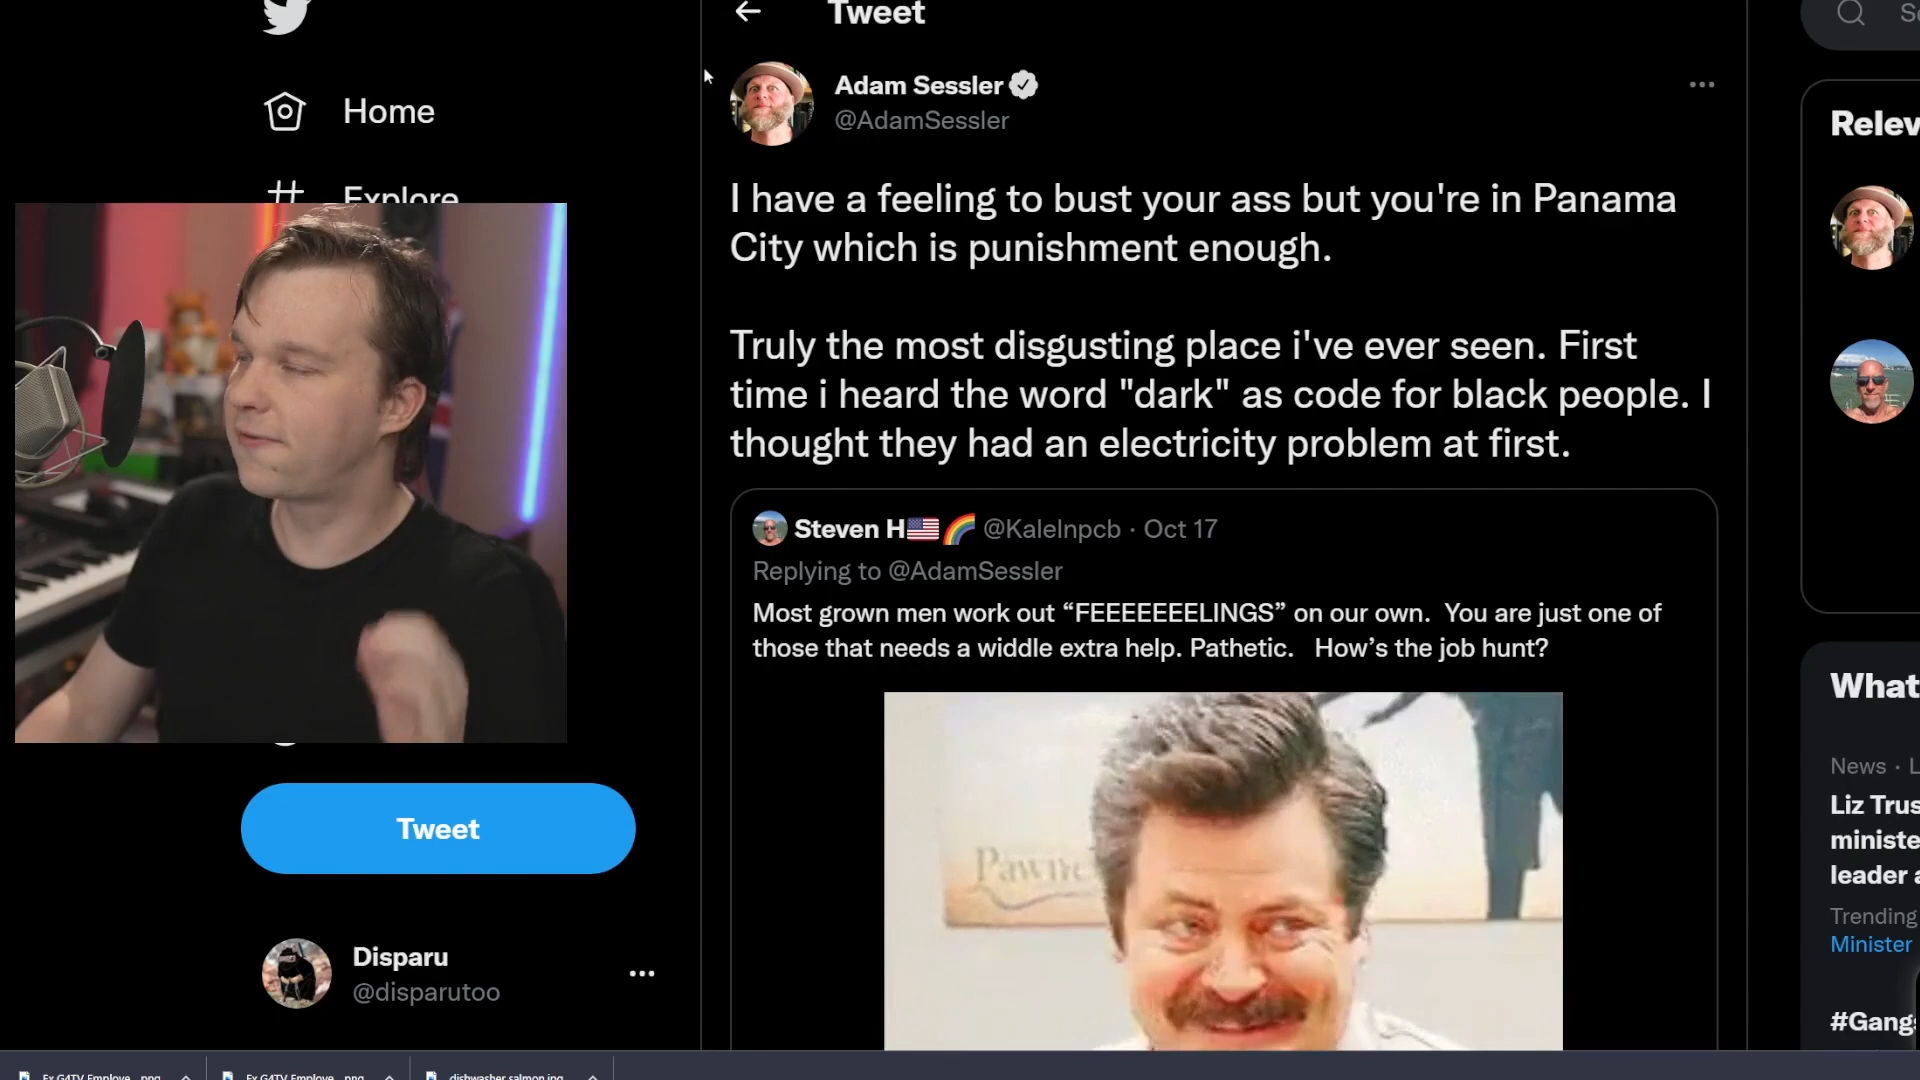 Tweet
Home
Explore
Adam Sessler
@AdamSessler
I have a feeling to bust your ass but you're in Panama
City which is punishment enough.
Truly the most disgusting place i've ever seen. First
time i heard the word "dark" as code for black people. I
thought they had an electricity problem at first.
Steven H🇺🇸🌈 @KalelnpcB · Oct 17
Replying to @AdamSessler
Most grown men work out “FEEEEEEELINGS” on our own. You are just one of
those that needs a widdle extra help. Pathetic. How’s the job hunt?
Pawne
Tweet
Disparu
@disparutoo
Relev
What
News · L
Liz Trus
ministe
leader a
Trending
Minister
#Gangs
Ex G4TV Employe....png
Ex G4TV Employe....png
dishwasher salmon.jpg